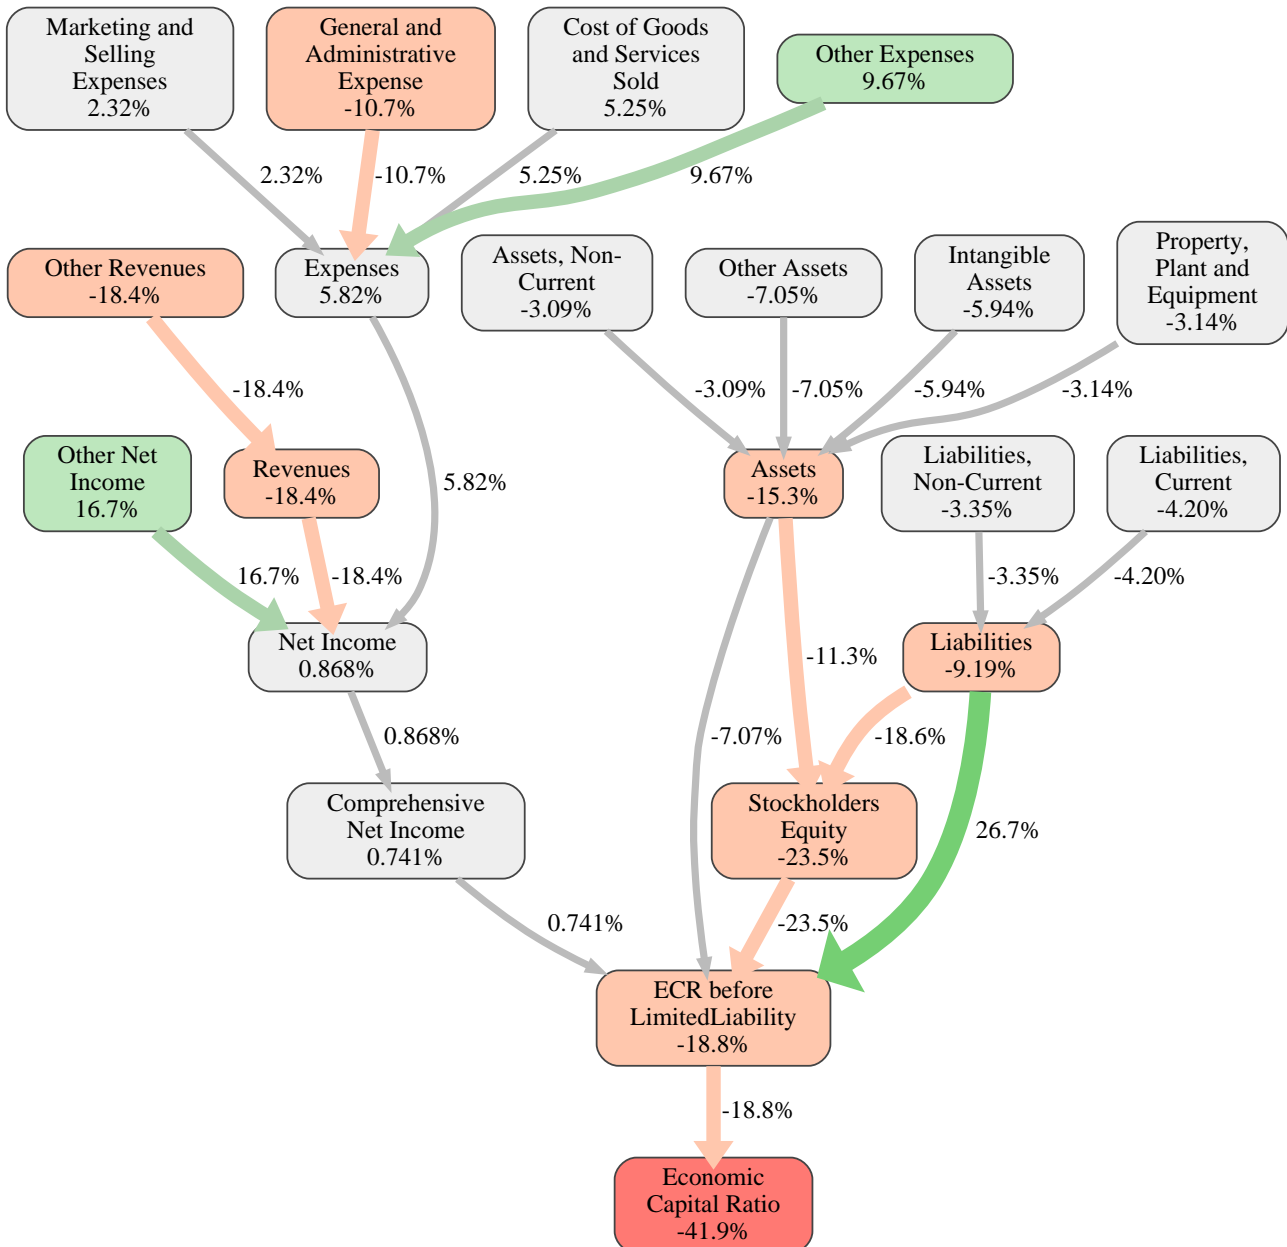 Marketing and
Selling
Expenses
2.32%
General and
Administrative
Expense
-10.7%
Cost of Goods
and Services
Sold
5.25%
Other Expenses
9.67%
2.32%
-10.7%
5.25%
9.67%
Other Revenues
-18.4%
Expenses
5.82%
Assets, Non-
Current
-3.09%
Other Assets
-7.05%
Intangible
Assets
-5.94%
Property,
Plant and
Equipment
-3.14%
-18.4%
-3.09%
-7.05%
-5.94%
-3.14%
Other Net
Income
16.7%
Revenues
-18.4%
5.82%
Assets
-15.3%
Liabilities,
Non-Current
-3.35%
Liabilities,
Current
-4.20%
16.7%
-18.4%
-3.35%
-4.20%
Net Income
0.868%
-11.3%
Liabilities
-9.19%
0.868%
-7.07%
-18.6%
Comprehensive
Net Income
0.741%
Stockholders
Equity
-23.5%
26.7%
0.741%
-23.5%
ECR before
LimitedLiability
-18.8%
-18.8%
Economic
Capital Ratio
-41.9%